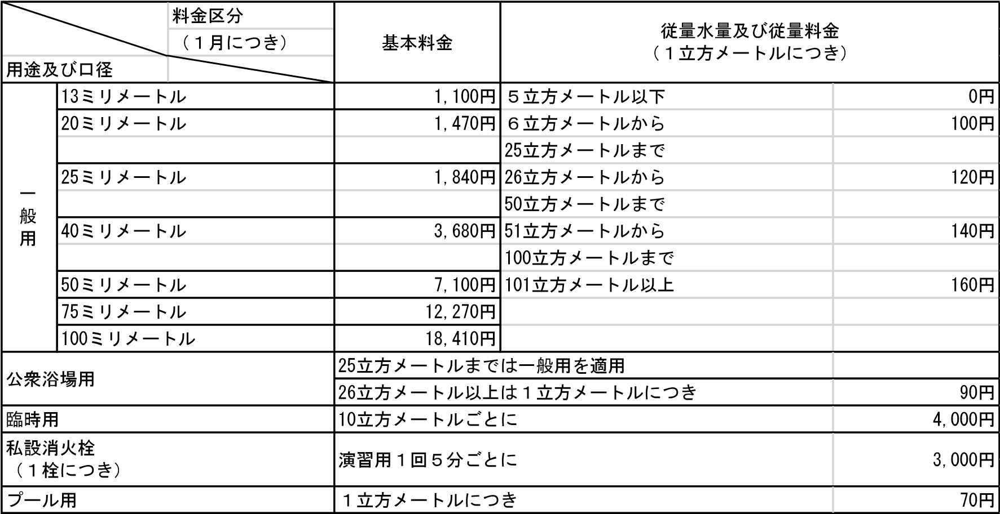 料金区分
（１月につき）
用途及び口径
基本料金
従量水量及び従量料金
（１立方メートルにつき）
一般用
13ミリメートル 1,100円 ５立方メートル以下 0円
20ミリメートル 1,470円 ６立方メートルから 100円
25立方メートルまで
25ミリメートル 1,840円 26立方メートルから 120円
50立方メートルまで
40ミリメートル 3,680円 51立方メートルから 140円
100立方メートルまで
50ミリメートル 7,100円 101立方メートル以上 160円
75ミリメートル 12,270円
100ミリメートル 18,410円
公衆浴場用
25立方メートルまでは一般用を適用
26立方メートル以上は１立方メートルにつき 90円
臨時用 10立方メートルごとに 4,000円
私設消火栓
（１栓につき）
演習用１回５分ごとに 3,000円
プール用 １立方メートルにつき 70円